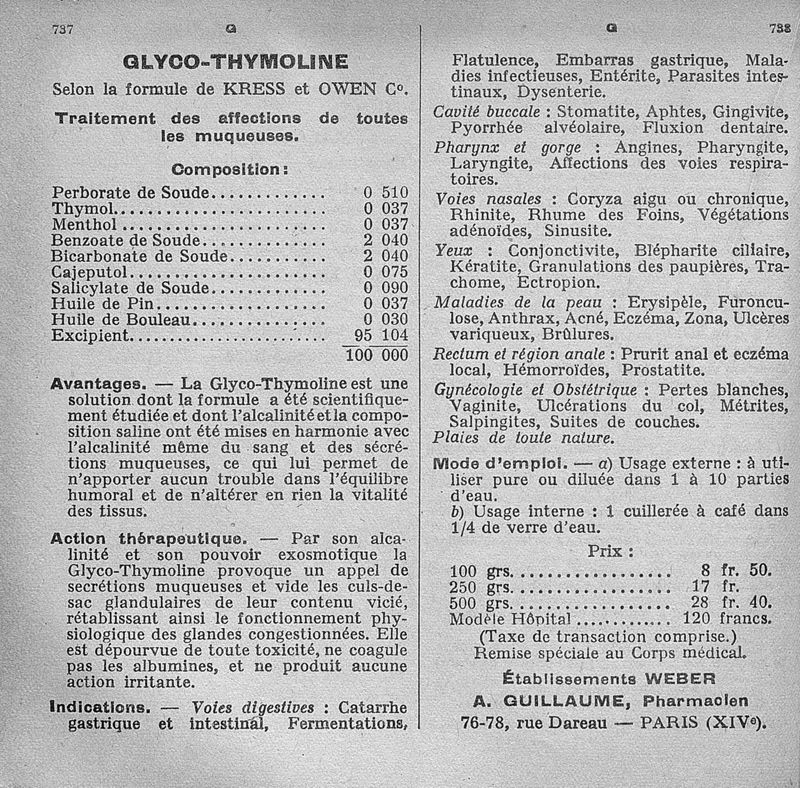 737 G
GLYCO-THYMOLINE
Selon la formule de KRESS et OWEN Cº.
Traitement des affections de toutes
les muqueuses.
Composition :
Perborate de Soude............. 0 510
Thymol........................ 0 037
Menthol ....................... 0 037
Benzoate de Soude.............. 2 040
Bicarbonate de Soude........... 2 040
Cajeputol...................... 0 075
Salicylate de Soude............. 0 090
Huile de Pin.................... 0 037
Huile de Bouleau................ 0 030
Excipient...................... 95 104
100 000
Avantages. — La Glyco-Thymoline est une
solution dont la formule a été scientifique-
ment étudiée et dont l'alcalinité et la compo-
sition saline ont été mises en harmonie avec
l'alcalinité même du sang et des sécré-
tions muqueuses, ce qui lui permet de
n'apporter aucun trouble dans l'équilibre
humoral et de n'altérer en rien la vitalité
des tissus.
Action thérapeutique. — Par son alca-
linité et son pouvoir exosmotique la
Glyco-Thymoline provoque un appel de
secrétions muqueuses et vide les culs-de-
sac glandulaires de leur contenu vicié,
rétablissant ainsi le fonctionnement phy-
siologique des glandes congestionnées. Elle
est dépourvue de toute toxicité, ne coagule
pas les albumines, et ne produit aucune
action irritante.
Indications. — Voies digestives : Catarrhe
gastrique et intestinal, Fermentations,
G 738
Flatulence, Embarras gastrique, Mala-
dies infectieuses, Entérite, Parasites intes-
tinaux, Dysenterie.
Cavité buccale : Stomatite, Aphtes, Gingivite,
Pyorrhée alvéolaire, Fluxion dentaire.
Pharynx et gorge : Angines, Pharyngite,
Laryngite, Affections des voies respira-
toires.
Voies nasales : Coryza aigu ou chronique,
Rhinite, Rhume des Foins, Végétations
adénoïdes, Sinusite.
Yeux : Conjonctivite, Blépharite ciliaire,
Kératite, Granulations des paupières, Tra-
chome, Ectropion.
Maladies de la peau : Erysipèle, Furoncu-
lose, Anthrax, Acné, Eczéma, Zona, Ulcères
variqueux, Brûlures.
Rectum et région anale : Prurit anal et eczéma
local, Hémorroïdes, Prostatite.
Gynécologie et Obstétrique : Pertes blanches,
Vaginite, Ulcérations du col, Métrites,
Salpingites, Suites de couches.
Plaies de toute nature.
Mode d'emploi. — a) Usage externe : à uti-
liser pure ou diluée dans 1 à 10 parties
d'eau.
b) Usage interne : 1 cuillerée à café dans
1/4 de verre d'eau.
Prix :
100 grs.................. 8 fr. 50.
250 grs.................. 17 fr.
500 grs.................. 28 fr. 40.
Modèle Hôpital ............ 120 francs.
(Taxe de transaction comprise.)
Remise spéciale au Corps médical.
Établissements WEBER
A. GUILLAUME, Pharmacien
76-78, rue Dareau — PARIS (XIVe).